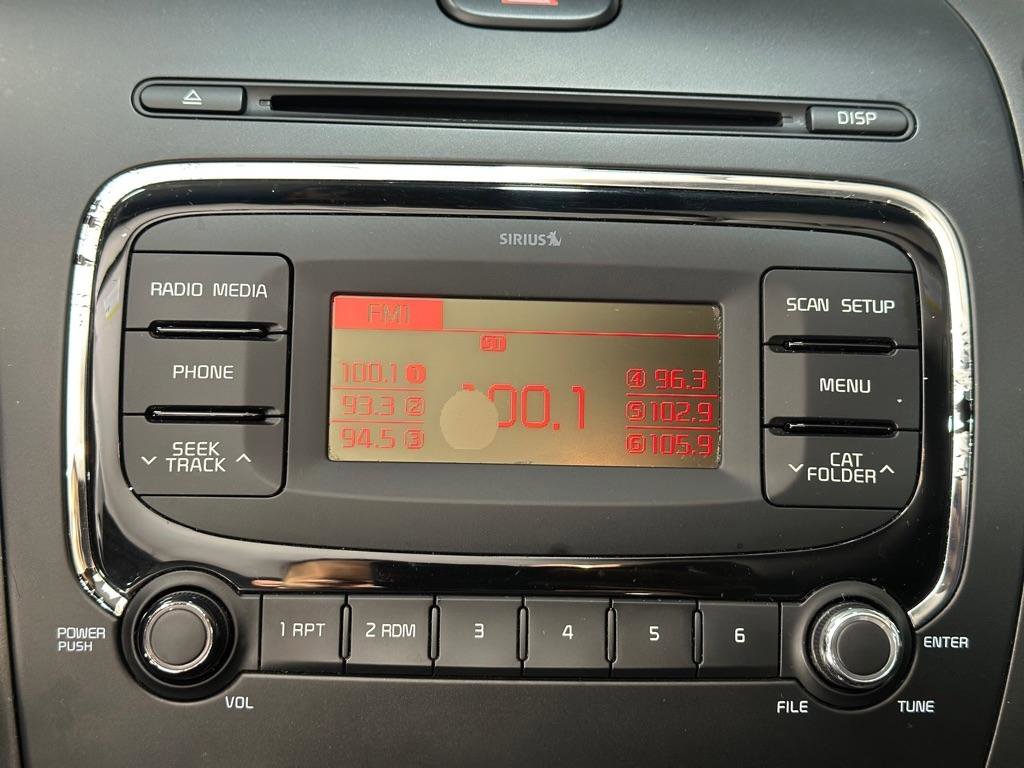 DISP
SIRIUS
RADIO MEDIA
PHONE
SEEK
TRACK
FM1
ST
100.1 1
93.3 2
94.5 3
100.1
4 96.3
5 102.9
6 105.9
SCAN SETUP
MENU
CAT
FOLDER
POWER
PUSH
VOL
1 RPT
2 RDM
3
4
5
6
ENTER
FILE
TUNE